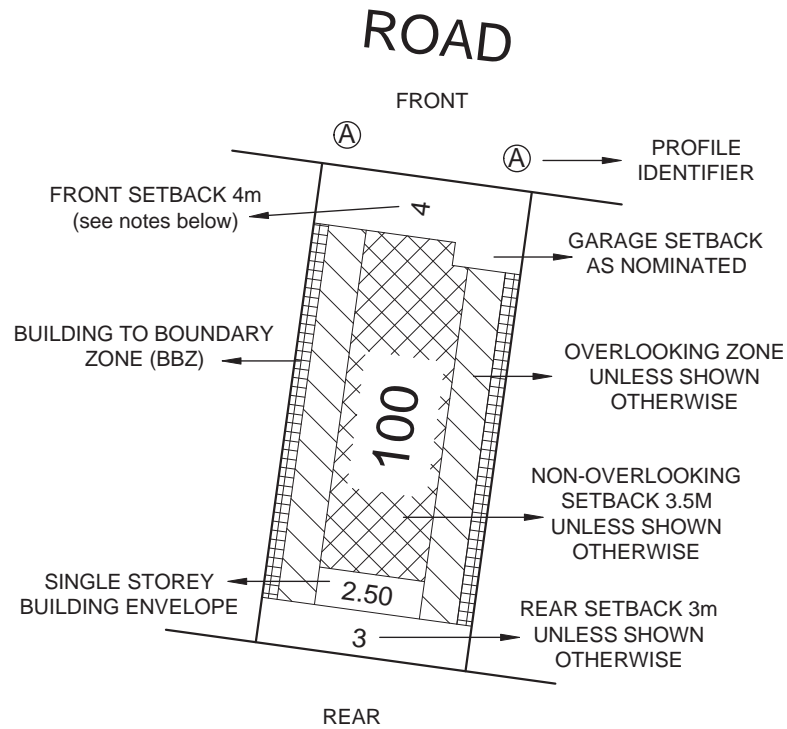 ROAD
FRONT
A
A
PROFILE
IDENTIFIER
FRONT SETBACK 4m
(see notes below)
4
GARAGE SETBACK
AS NOMINATED
BUILDING TO BOUNDARY
ZONE (BBZ)
OVERLOOKING ZONE
UNLESS SHOWN
OTHERWISE
100
NON-OVERLOOKING
SETBACK 3.5M
UNLESS SHOWN
OTHERWISE
SINGLE STOREY
BUILDING ENVELOPE
2.50
3
REAR SETBACK 3m
UNLESS SHOWN
OTHERWISE
REAR